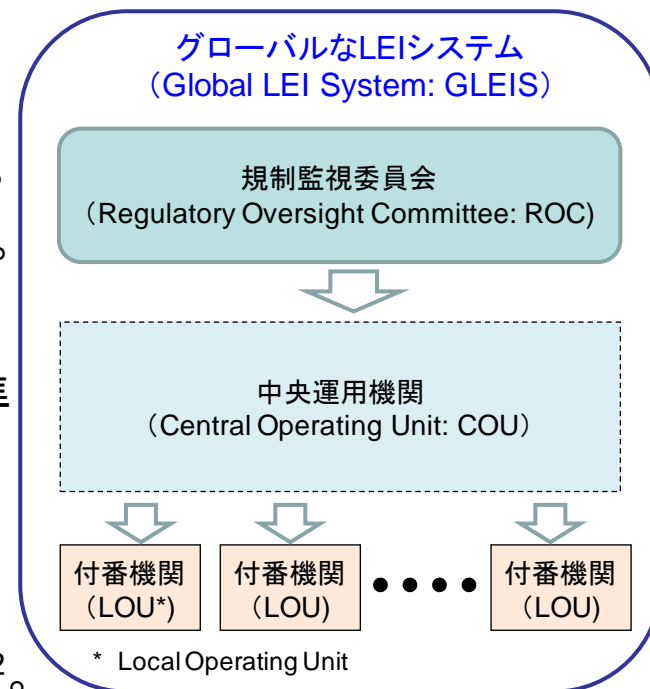 グローバルなLEIシステム
（Global LEI System: GLEIS）
規制監視委員会
（Regulatory Oversight Committee: ROC)
中央運用機関
（Central Operating Unit: COU）
付番機関
（LOU*)
付番機関
（LOU)
付番機関
（LOU)
* Local Operating Unit